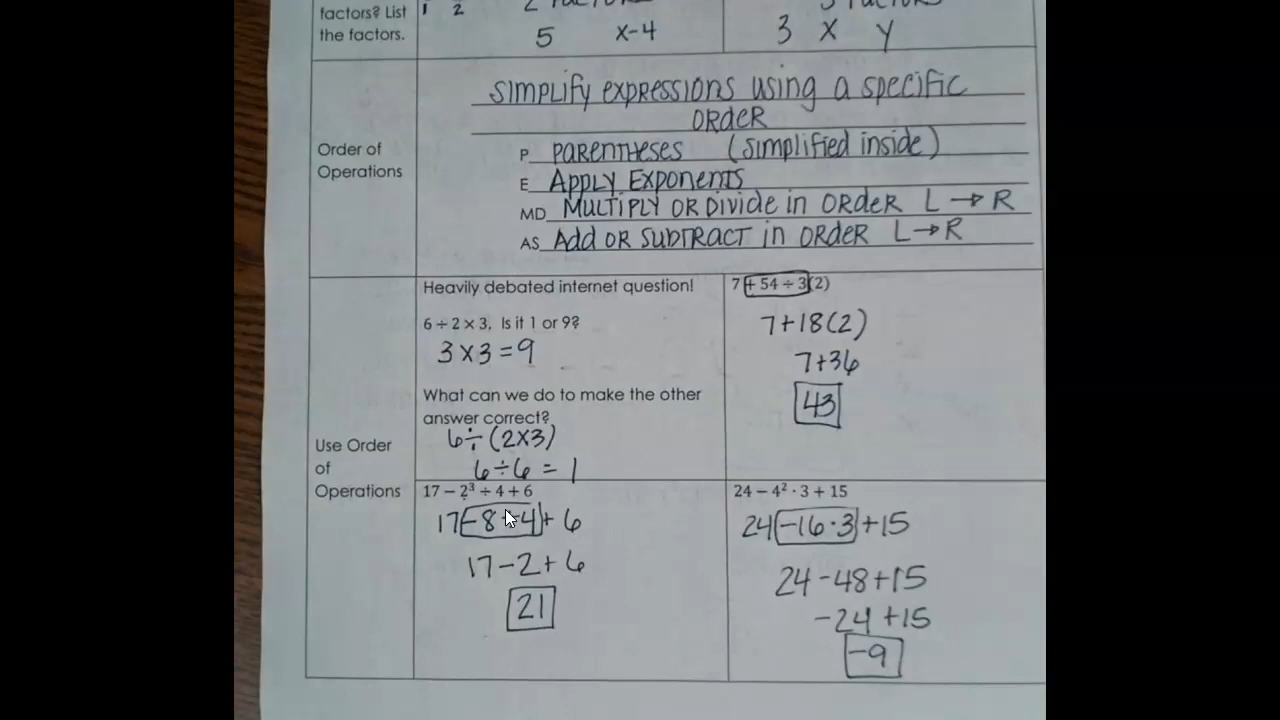 factors? List
the factors.
1 2
2 factors
5 x-4
3 factors
3 x y
Order of
Operations
Simplify expressions using a specific
order
P Parentheses (simplified inside)
E Apply Exponents
MD Multiply or Divide in order L → R
AS Add or Subtract in order L → R
Use Order
of
Operations
Heavily debated internet question!
6 ÷ 2 × 3, Is it 1 or 9?
3 × 3 = 9
What can we do to make the other
answer correct?
6 ÷ (2×3)
6 ÷ 6 = 1
7 + 54 ÷ 3(2)
7 + 18(2)
7 + 36
43
17 − 2³ ÷ 4 + 6
17 − 8 ÷ 4 + 6
17 − 2 + 6
21
24 − 4² · 3 + 15
24 − 16 · 3 + 15
24 − 48 + 15
−24 + 15
−9